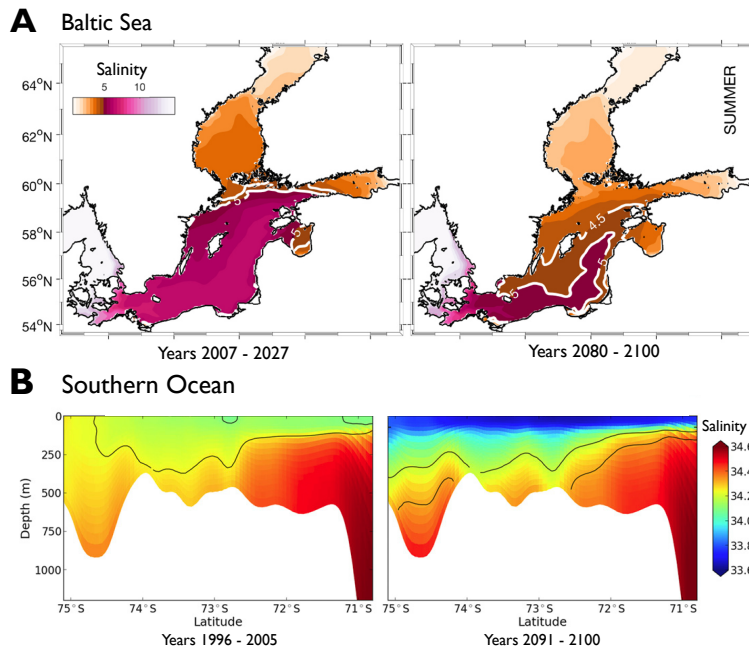 A Baltic Sea
Salinity
5 10
64°N
62°N
60°N
58°N
56°N
54°N
5
5
SUMMER
4.5
5
5
Years 2007 - 2027
Years 2080 - 2100
B Southern Ocean
Depth (m)
0
250
500
750
1000
75°S 74°S 73°S 72°S 71°S
Latitude
Years 1996 - 2005
75°S 74°S 73°S 72°S 71°S
Latitude
Years 2091 - 2100
Salinity
34.6
34.4
34.2
34.0
33.8
33.6